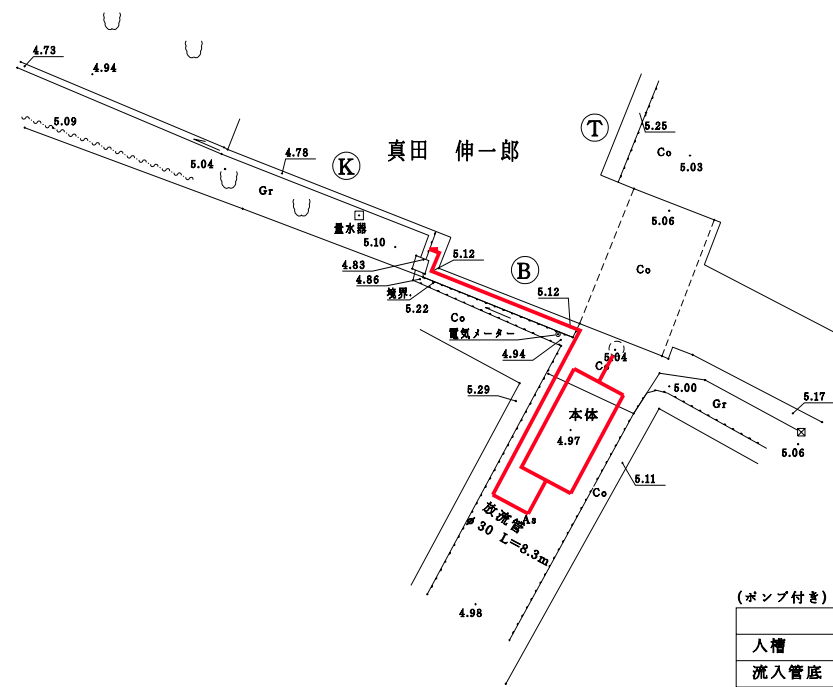 4.73
4.94
5.09
5.04
4.78
Ⓚ
真田 伸一郎
Ⓣ
5.25
Co
5.03
5.06
Gr
量水器
5.10
4.83
4.86
境界.
5.22
5.12
Ⓑ
5.12
Co
Co
電気メーター
4.94
5.04
Co
5.29
本体
4.97
5.00
Gr
5.17
5.06
5.11
Co
As
放流管
φ30 L=8.3m
4.98
(ポンプ付き)
人槽
流入管底